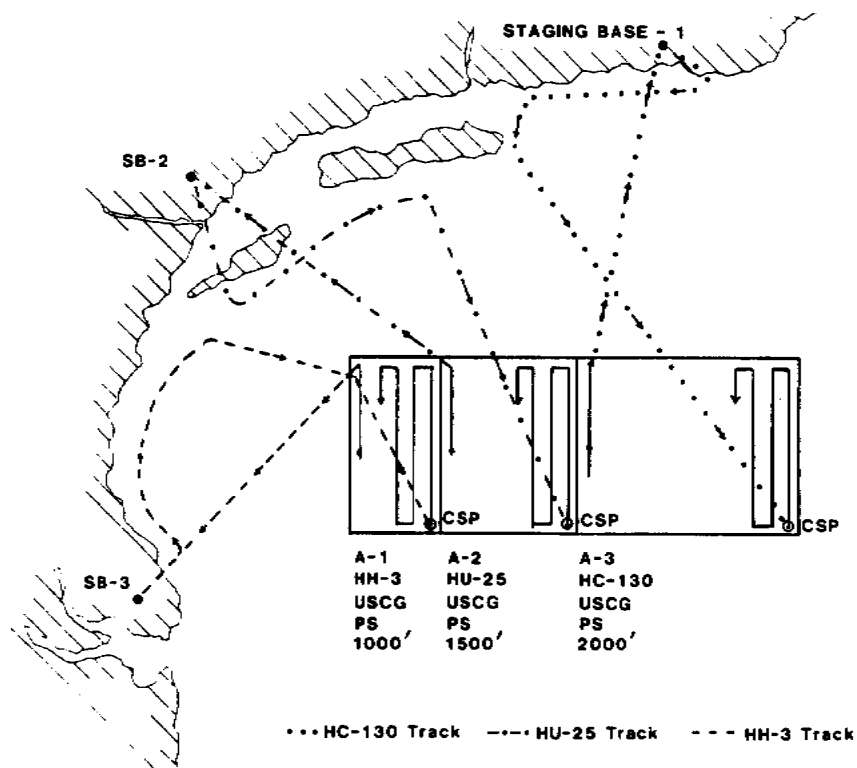 STAGING BASE - 1
SB-2
CSP
CSP
CSP
SB-3
A-1
HH-3
USCG
PS
1000'
A-2
HU-25
USCG
PS
1500'
A-3
HC-130
USCG
PS
2000'
HC-130 Track
HU-25 Track
HH-3 Track